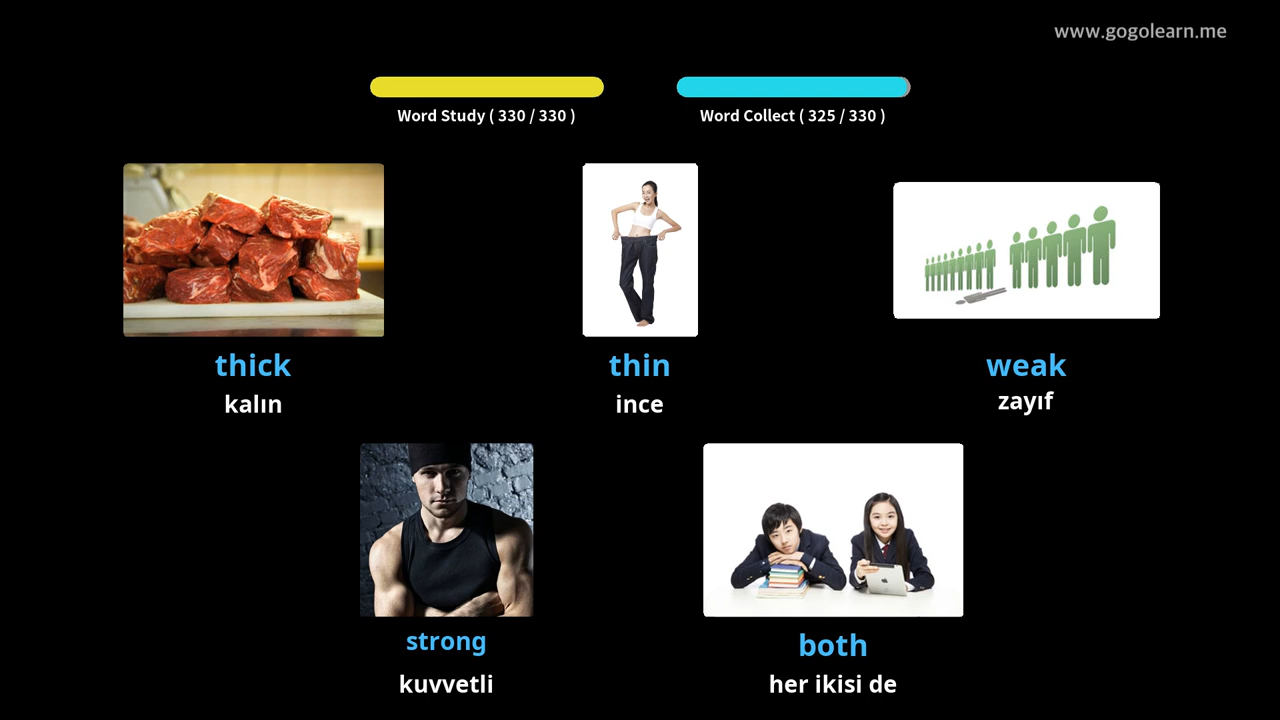 www.gogolearn.me
Word Study ( 330 / 330 )
Word Collect ( 325 / 330 )
thick
kalın
thin
ince
weak
zayıf
strong
kuvvetli
both
her ikisi de